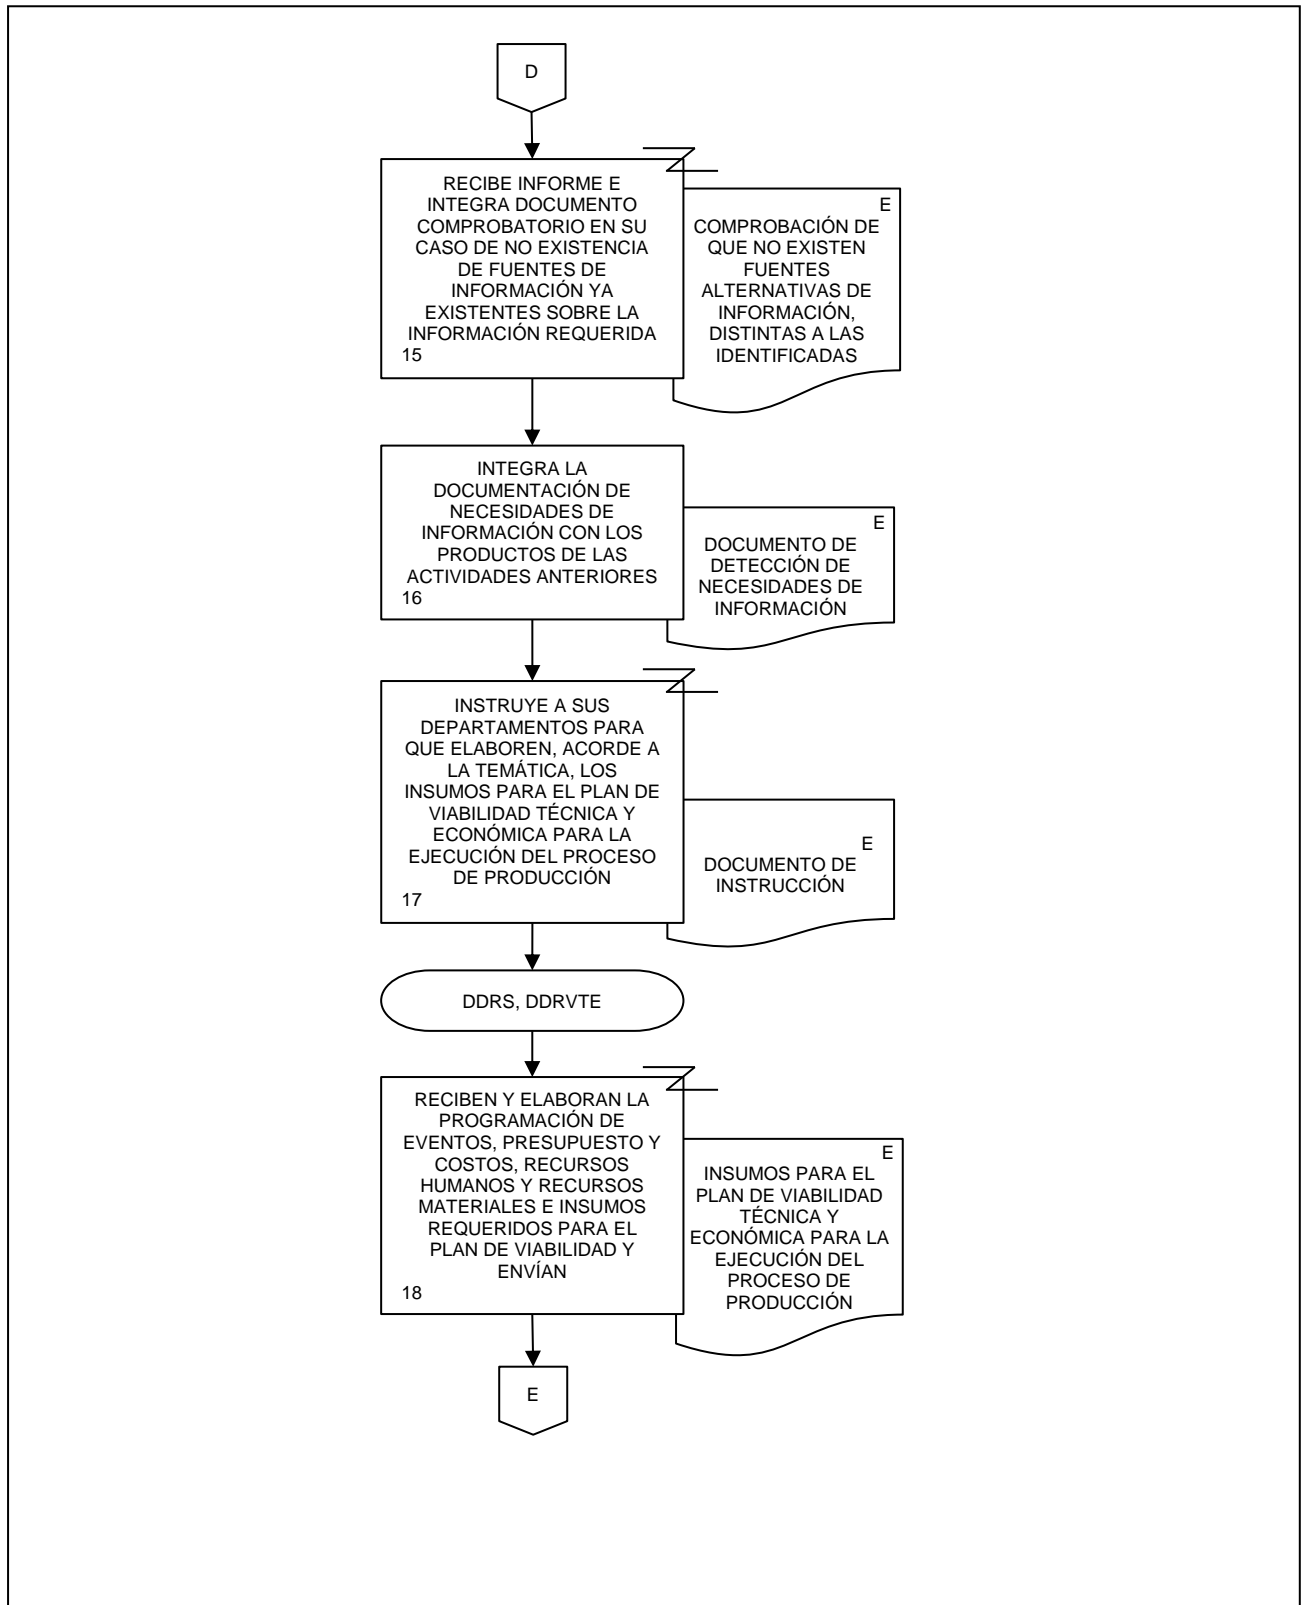 D
RECIBE INFORME E
INTEGRA DOCUMENTO
COMPROBATORIO EN SU
CASO DE NO EXISTENCIA
DE FUENTES DE
INFORMACIÓN YA
EXISTENTES SOBRE LA
INFORMACIÓN REQUERIDA
15
E
COMPROBACIÓN DE
QUE NO EXISTEN
FUENTES
ALTERNATIVAS DE
INFORMACIÓN,
DISTINTAS A LAS
IDENTIFICADAS
INTEGRA LA
DOCUMENTACIÓN DE
NECESIDADES DE
INFORMACIÓN CON LOS
PRODUCTOS DE LAS
ACTIVIDADES ANTERIORES
16
E
DOCUMENTO DE
DETECCIÓN DE
NECESIDADES DE
INFORMACIÓN
INSTRUYE A SUS
DEPARTAMENTOS PARA
QUE ELABOREN, ACORDE A
LA TEMÁTICA, LOS
INSUMOS PARA EL PLAN DE
VIABILIDAD TÉCNICA Y
ECONÓMICA PARA LA
EJECUCIÓN DEL PROCESO
DE PRODUCCIÓN
17
E
DOCUMENTO DE
INSTRUCCIÓN
DDRS, DDRVTE
RECIBEN Y ELABORAN LA
PROGRAMACIÓN DE
EVENTOS, PRESUPUESTO Y
COSTOS, RECURSOS
HUMANOS Y RECURSOS
MATERIALES E INSUMOS
REQUERIDOS PARA EL
PLAN DE VIABILIDAD Y
ENVÍAN
18
E
INSUMOS PARA EL
PLAN DE VIABILIDAD
TÉCNICA Y
ECONÓMICA PARA LA
EJECUCIÓN DEL
PROCESO DE
PRODUCCIÓN
E